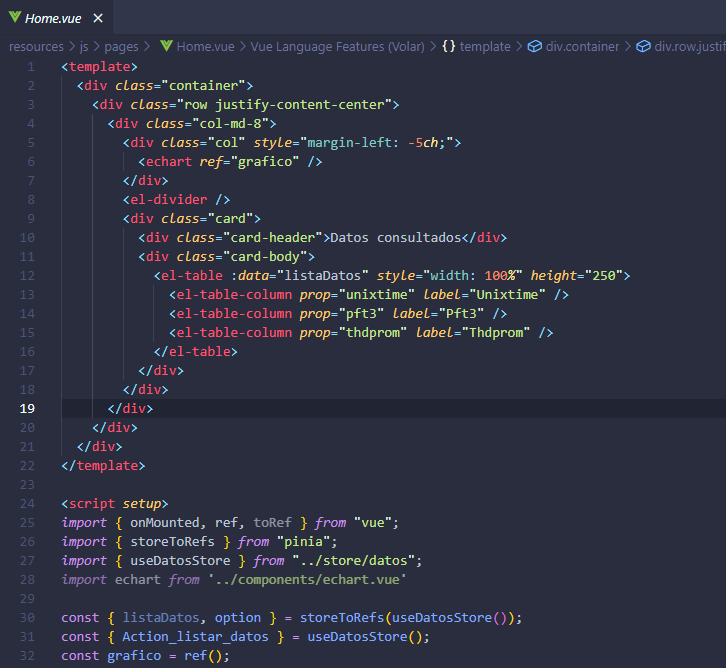 Home.vue
resources > js > pages > Home.vue > Vue Language Features (Volar) > {} template > div.container > div.row.justif
1 <template>
2 <div class="container">
3 <div class="row justify-content-center">
4 <div class="col-md-8">
5 <div class="col" style="margin-left: -5ch;">
6 <echart ref="grafico" />
7 </div>
8 <el-divider />
9 <div class="card">
10 <div class="card-header">Datos consultados</div>
11 <div class="card-body">
12 <el-table :data="listaDatos" style="width: 100%" height="250">
13 <el-table-column prop="unixtime" label="Unixtime" />
14 <el-table-column prop="pft3" label="Pft3" />
15 <el-table-column prop="thdprom" label="Thdprom" />
16 </el-table>
17 </div>
18 </div>
19 </div>
20 </div>
21 </div>
22 </template>
23
24 <script setup>
25 import { onMounted, ref, toRef } from "vue";
26 import { storeToRefs } from "pinia";
27 import { useDatosStore } from "../store/datos";
28 import echart from '../components/echart.vue'
29
30 const { listaDatos, option } = storeToRefs(useDatosStore());
31 const { Action_listar_datos } = useDatosStore();
32 const grafico = ref();